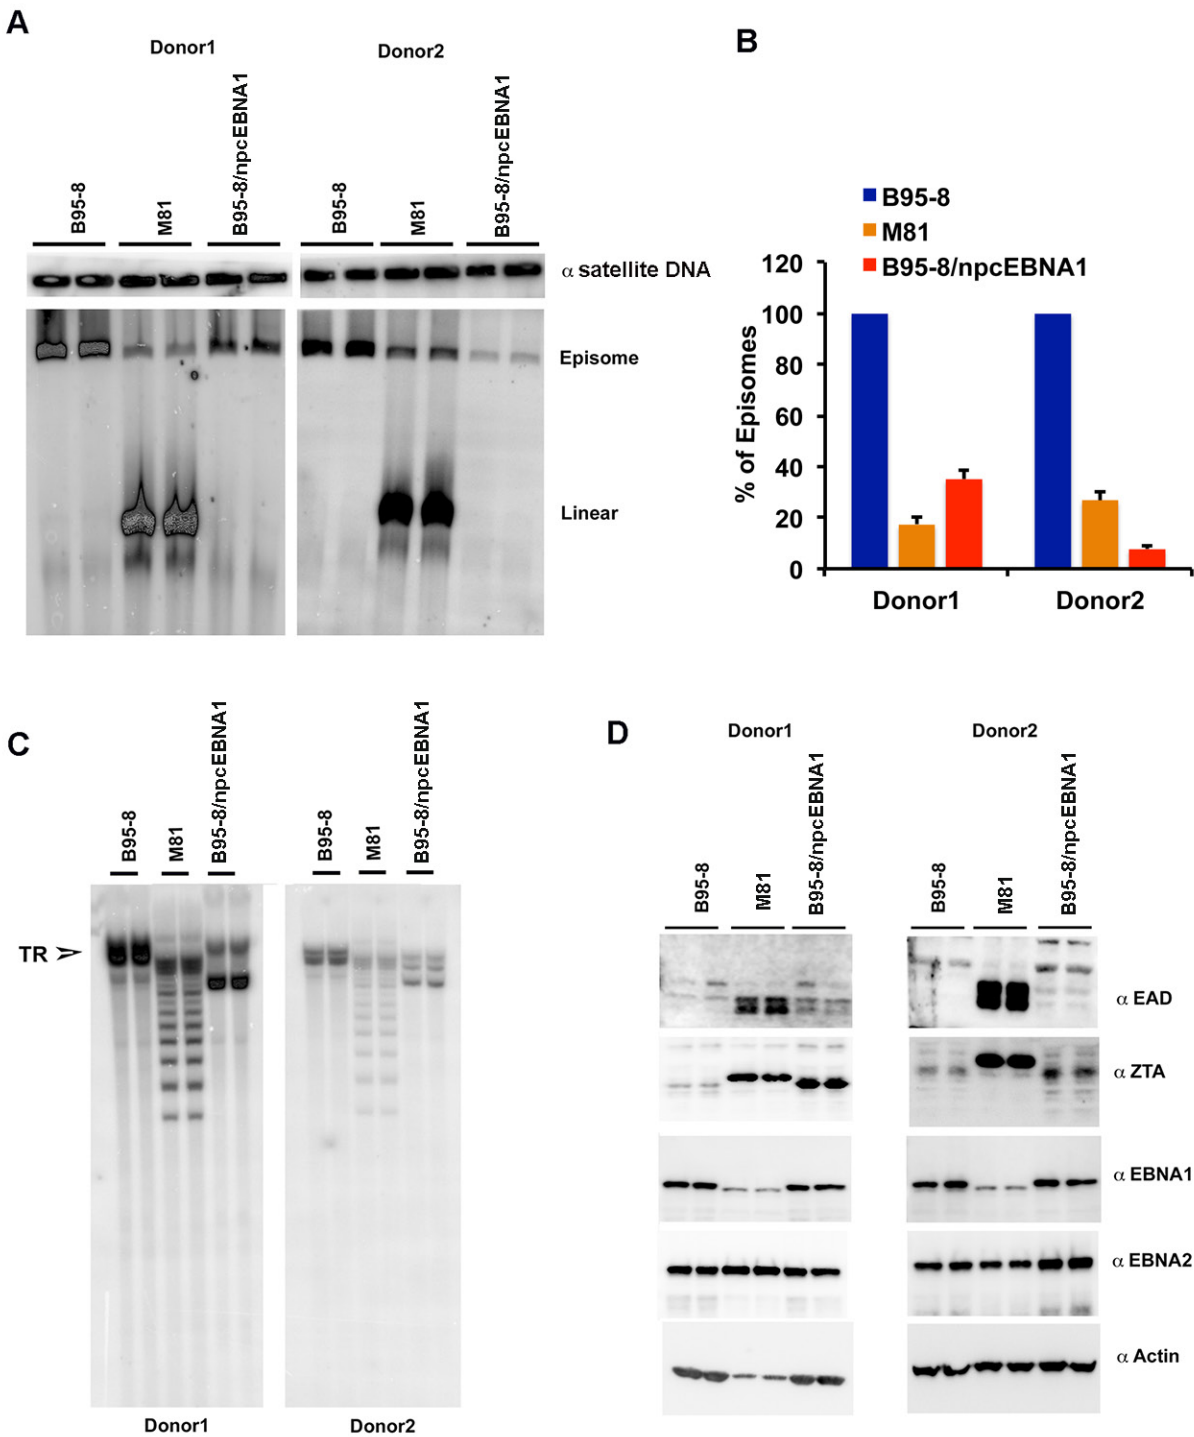 A
Donor1
Donor2
B95-8
M81
B95-8/npcEBNA1
B95-8
M81
B95-8/npcEBNA1
α satellite DNA
Episome
Linear
B
B95-8
M81
B95-8/npcEBNA1
% of Episomes
120
100
80
60
40
20
0
Donor1
Donor2
C
B95-8
M81
B95-8/npcEBNA1
B95-8
M81
B95-8/npcEBNA1
TR
Donor1
Donor2
D
Donor1
Donor2
B95-8
M81
B95-8/npcEBNA1
B95-8
M81
B95-8/npcEBNA1
α EAD
α ZTA
α EBNA1
α EBNA2
α Actin